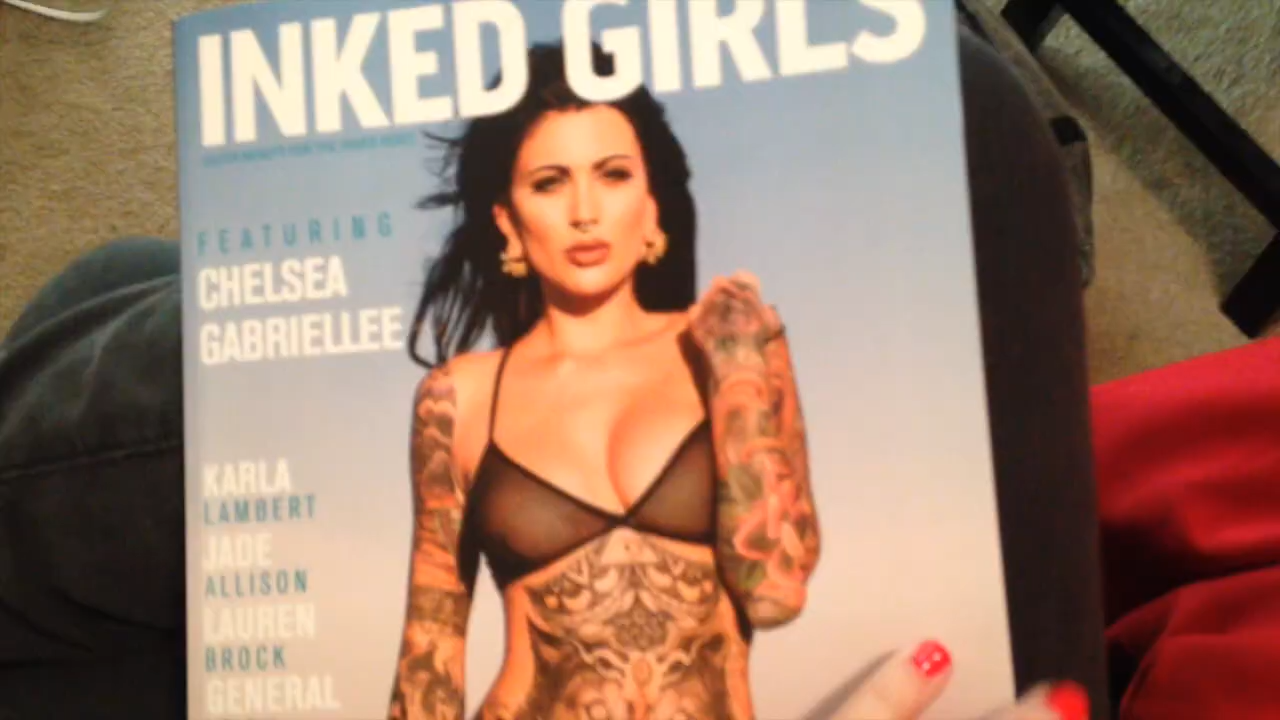 INKED GIRLS
FEATURING
CHELSEA
GABRIELLEE
KARLA
LAMBERT
JADE
ALLISON
LAUREN
BROCK
GENERAL